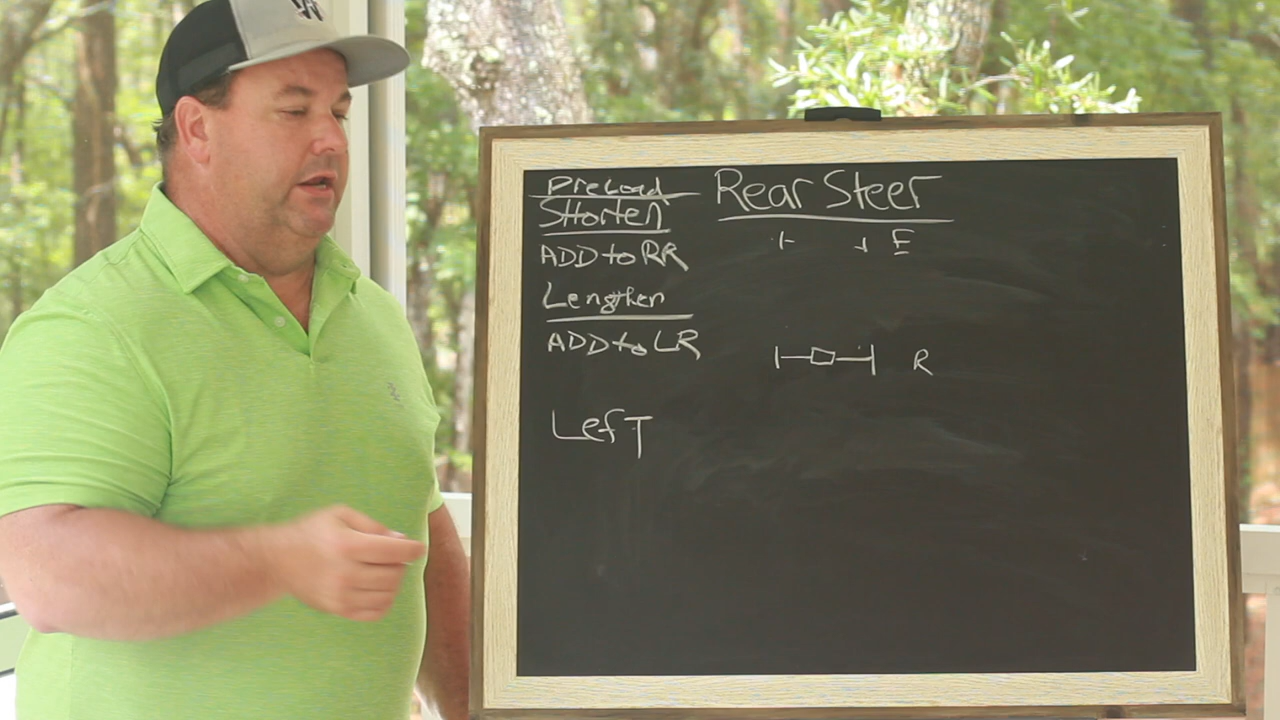 PreLoad
Shorten
ADD to RR
Lengthen
ADD to LR
Left
Rear Steer
F
R